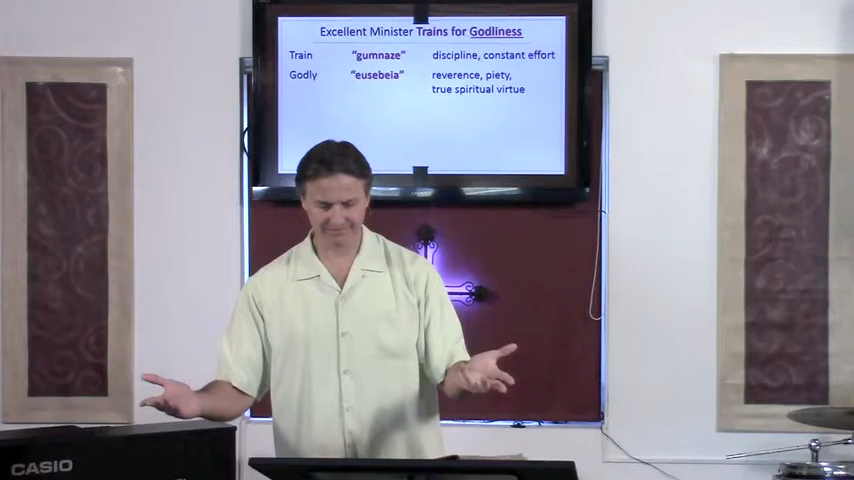 Excellent Minister Trains for Godliness
Train "gumnaze" discipline, constant effort
Godly "eusebeia" reverence, piety,
true spiritual virtue
CASIO